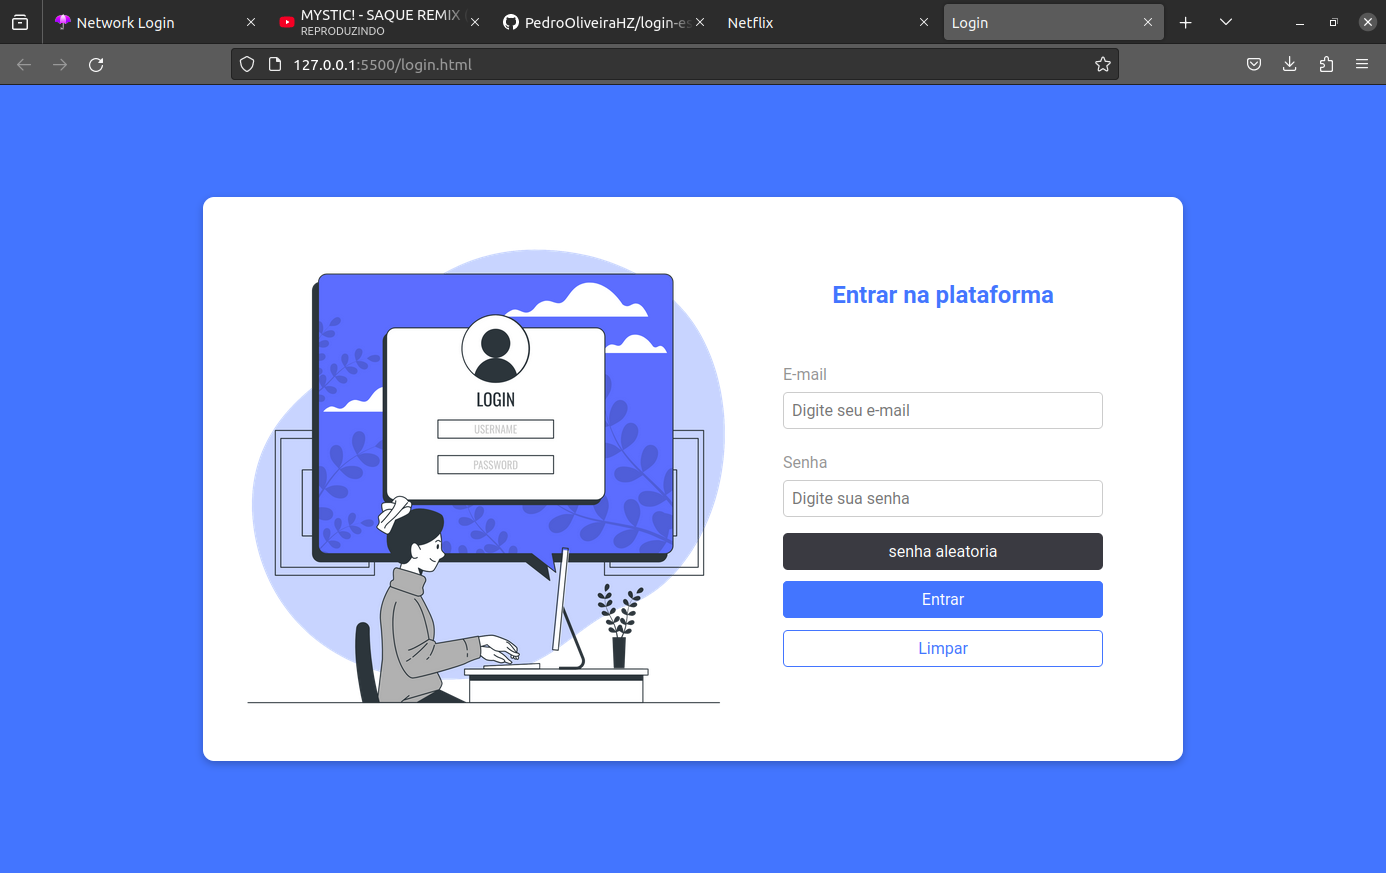 Network Login
MYSTIC! - SAQUE REMIX
REPRODUZINDO
PedroOliveiraHZ/login-es
Netflix
Login
127.0.0.1:5500/login.html
LOGIN
USERNAME
PASSWORD
Entrar na plataforma
E-mail
Digite seu e-mail
Senha
Digite sua senha
senha aleatoria
Entrar
Limpar